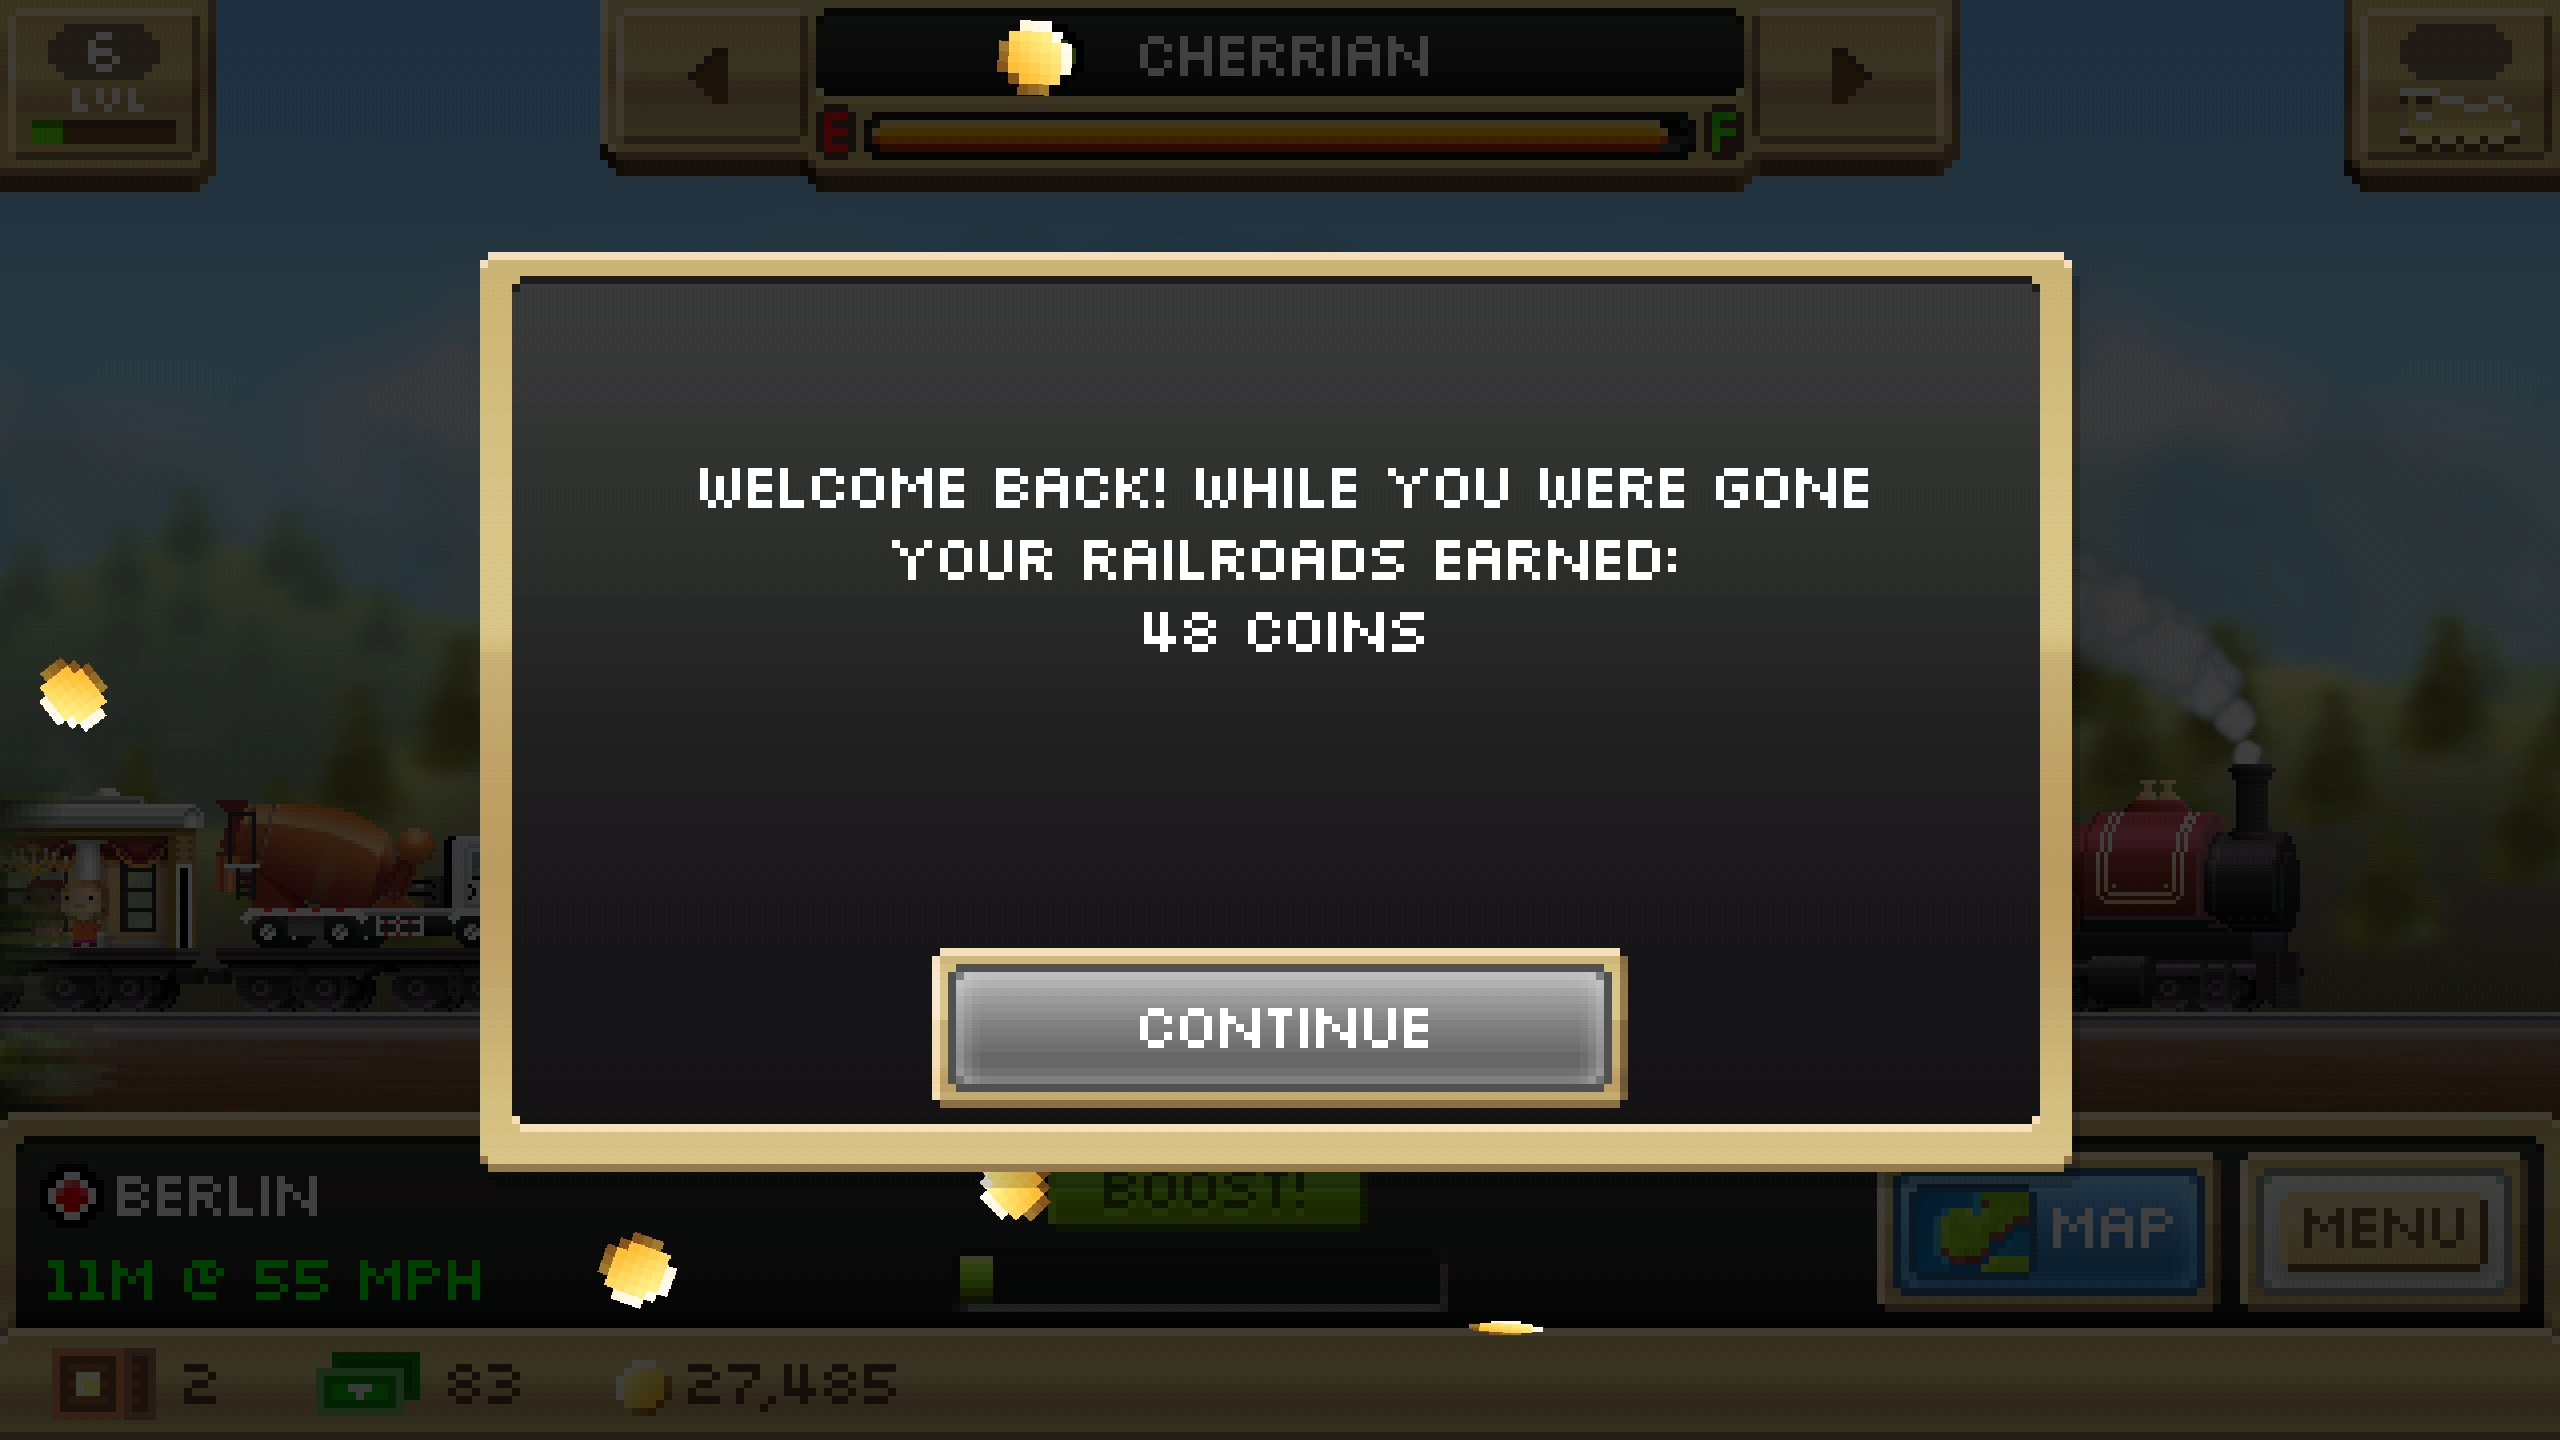 6
LVL
CHERRIAN
E F
WELCOME BACK! WHILE YOU WERE GONE
YOUR RAILROADS EARNED:
48 COINS
CONTINUE
BERLIN
11M @ 55 MPH
BOOST!
MAP
MENU
2 83 27,485